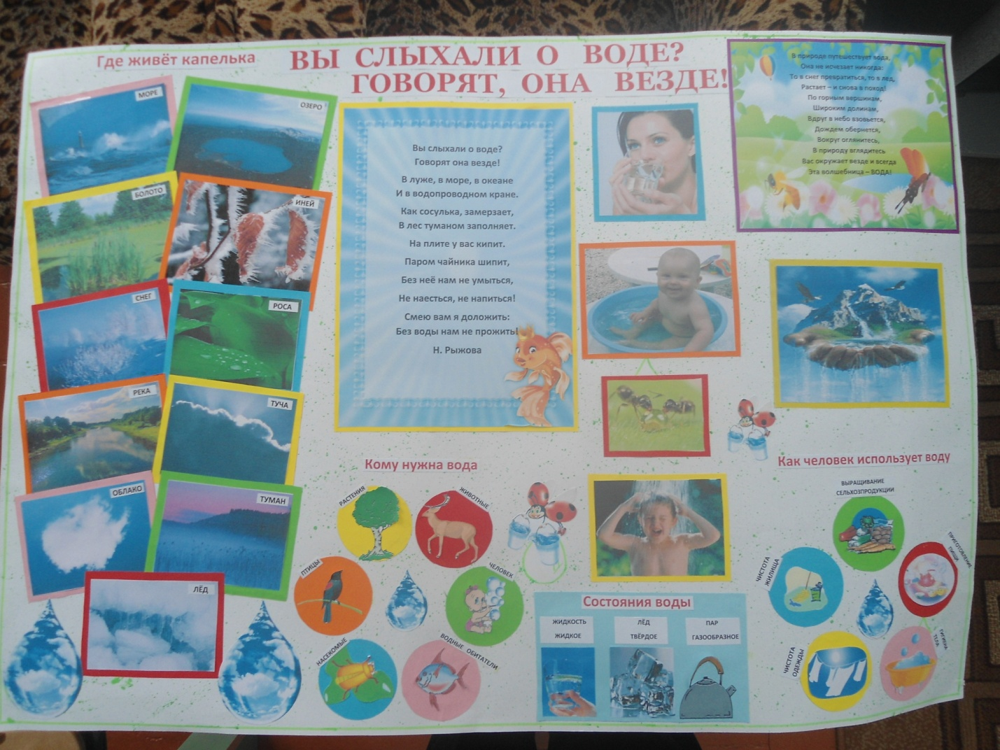 Где живёт капелька
ВЫ СЛЫХАЛИ О ВОДЕ?
ГОВОРЯТ, ОНА ВЕЗДЕ!
МОРЕ
ОЗЕРО
БОЛОТО
ИНЕЙ
СНЕГ
РОСА
РЕКА
ТУЧА
ОБЛАКО
ТУМАН
ЛЁД
Вы слыхали о воде?
Говорят она везде!
В луже, в море, в океане
И в водопроводном кране.
Как сосулька, замерзает,
В лес туманом заполняет.
На плите у вас кипит.
Паром чайника шипит,
Без неё нам не умыться,
Не наесться, не напиться!
Смею вам я доложить:
Без воды нам не прожить!
Н. Рыжова
В природе путешествует вода,
Она не исчезает никогда:
То в снег превратиться, то в лед,
Растает – и снова в поход!
По горным вершинам,
Широким долинам,
Вдруг в небо взовьется,
Дождем обернется,
Вокруг оглянитесь,
В природу вглядитесь
Вас окружает везде и всегда
Эта волшебница – ВОДА!
Кому нужна вода
РАСТЕНИЯ
ЖИВОТНЫЕ
ПТИЦЫ
ЧЕЛОВЕК
НАСЕКОМЫЕ
ВОДНЫЕ ОБИТАТЕЛИ
Состояния воды
ЖИДКОСТЬ
ЖИДКОЕ
ЛЁД
ТВЁРДОЕ
ПАР
ГАЗООБРАЗНОЕ
Как человек использует воду
ВЫРАЩИВАНИЕ
СЕЛЬХОЗПРОДУКЦИИ
ЧИСТОТА
ЖИЛИЩА
ПРИГОТОВЛЕНИЕ
ПИЩИ
ЧИСТОТА
ОДЕЖДЫ
ГИГИЕНА
ТЕЛА